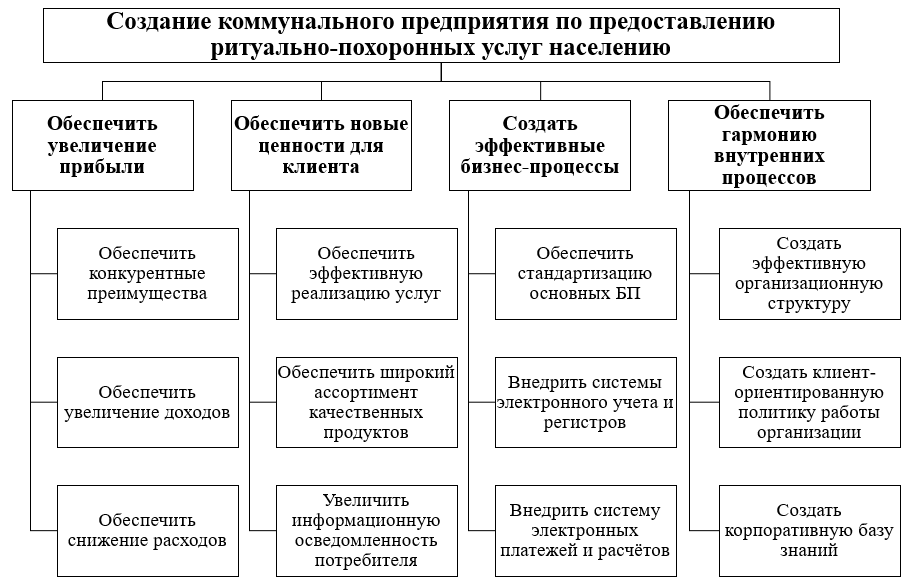 Создание коммунального предприятия по предоставлению
ритуально-похоронных услуг населению
Обеспечить
увеличение
прибыли
Обеспечить
конкурентные
преимущества
Обеспечить
увеличение доходов
Обеспечить
снижение расходов
Обеспечить новые
ценности для
клиента
Обеспечить
эффективную
реализацию услуг
Обеспечить широкий
ассортимент
качественных
продуктов
Увеличить
информационную
осведомленность
потребителя
Создать
эффективные
бизнес-процессы
Обеспечить
стандартизацию
основных БП
Внедрить системы
электронного учета и
регистров
Внедрить систему
электронных
платежей и расчётов
Обеспечить
гармонию
внутренних
процессов
Создать
эффективную
организационную
структуру
Создать клиент-
ориентированную
политику работы
организации
Создать
корпоративную базу
знаний